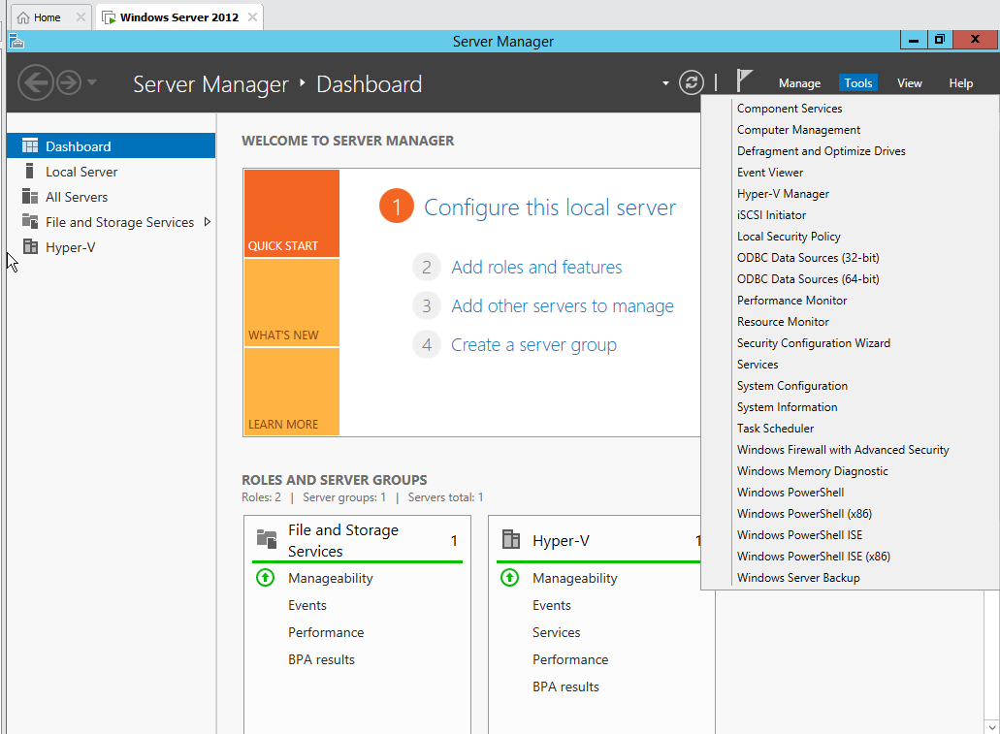 Home
Windows Server 2012
Server Manager
Server Manager ‣ Dashboard
Manage
Tools
View
Help
Dashboard
Local Server
All Servers
File and Storage Services
Hyper-V
WELCOME TO SERVER MANAGER
QUICK START
WHAT'S NEW
LEARN MORE
1 Configure this local server
2 Add roles and features
3 Add other servers to manage
4 Create a server group
ROLES AND SERVER GROUPS
Roles: 2 | Server groups: 1 | Servers total: 1
File and Storage
Services
1
Manageability
Events
Performance
BPA results
Hyper-V
1
Manageability
Events
Services
Performance
BPA results
Component Services
Computer Management
Defragment and Optimize Drives
Event Viewer
Hyper-V Manager
iSCSI Initiator
Local Security Policy
ODBC Data Sources (32-bit)
ODBC Data Sources (64-bit)
Performance Monitor
Resource Monitor
Security Configuration Wizard
Services
System Configuration
System Information
Task Scheduler
Windows Firewall with Advanced Security
Windows Memory Diagnostic
Windows PowerShell
Windows PowerShell (x86)
Windows PowerShell ISE
Windows PowerShell ISE (x86)
Windows Server Backup